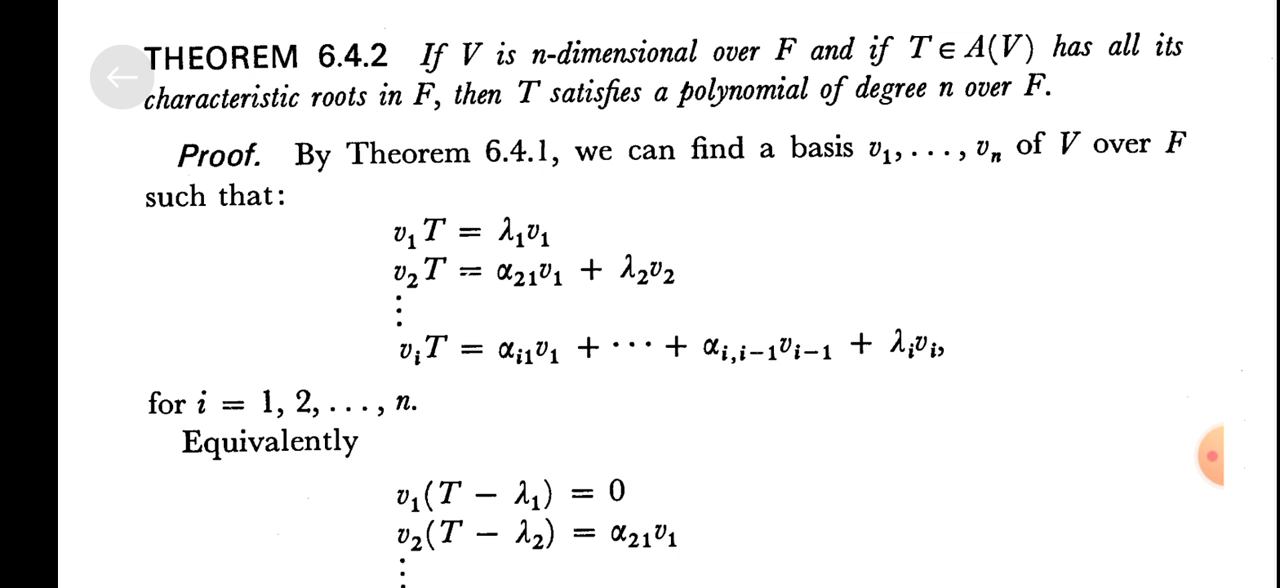 THEOREM 6.4.2 If V is n-dimensional over F and if T ∈ A(V) has all its
characteristic roots in F, then T satisfies a polynomial of degree n over F.
Proof. By Theorem 6.4.1, we can find a basis v₁, . . . , vₙ of V over F
such that:
v₁T = λ₁v₁
v₂T = α₂₁v₁ + λ₂v₂
⋮
vᵢT = αᵢ₁v₁ + ⋯ + αᵢ,ᵢ₋₁vᵢ₋₁ + λᵢvᵢ,
for i = 1, 2, . . . , n.
Equivalently
v₁(T − λ₁) = 0
v₂(T − λ₂) = α₂₁v₁
⋮